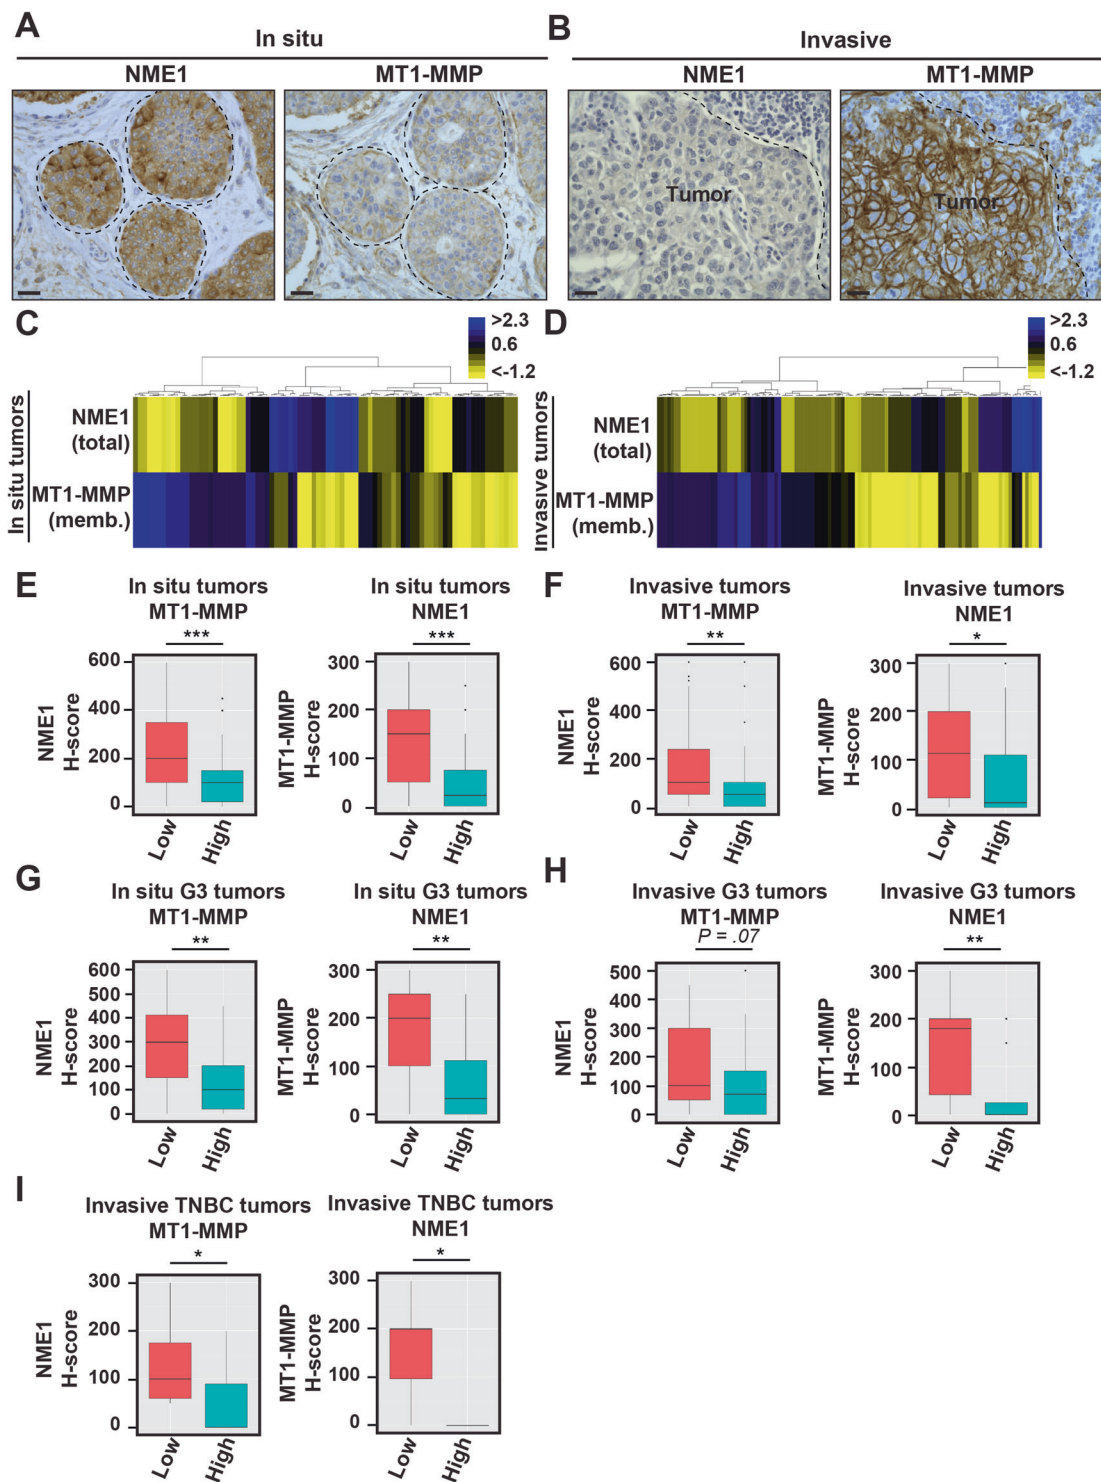 A
In situ
NME1 MT1-MMP
B
Invasive
NME1 MT1-MMP
Tumor
Tumor
C
>2.3
0.6
<-1.2
In situ tumors
NME1
(total)
MT1-MMP
(memb.)
D
>2.3
0.6
<-1.2
Invasive tumors
NME1
(total)
MT1-MMP
(memb.)
E
In situ tumors
MT1-MMP
***
NME1
H-score
600
400
200
0
Low High
In situ tumors
NME1
***
MT1-MMP
H-score
300
200
100
0
Low High
F
Invasive tumors
MT1-MMP
**
NME1
H-score
600
400
200
0
Low High
Invasive tumors
NME1
*
MT1-MMP
H-score
300
200
100
0
Low High
G
In situ G3 tumors
MT1-MMP
**
NME1
H-score
600
500
400
300
200
100
0
Low High
In situ G3 tumors
NME1
**
MT1-MMP
H-score
300
200
100
0
Low High
H
Invasive G3 tumors
MT1-MMP
P = .07
NME1
H-score
500
400
300
200
100
0
Low High
Invasive G3 tumors
NME1
**
MT1-MMP
H-score
300
200
100
0
Low High
I
Invasive TNBC tumors
MT1-MMP
*
NME1
H-score
300
200
100
0
Low High
Invasive TNBC tumors
NME1
*
MT1-MMP
H-score
300
200
100
0
Low High